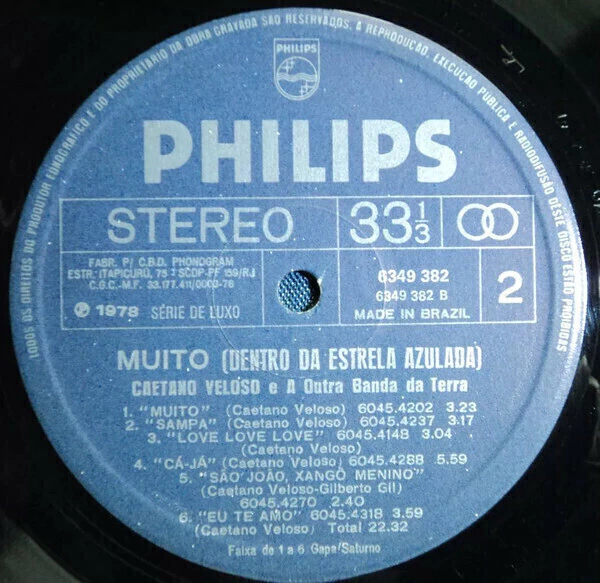 TODOS OS DIREITOS DO PRODUTOR FONOGRÁFICO E DO PROPRIETÁRIO DA OBRA GRAVADA SÃO RESERVADOS. A REPRODUÇÃO, EXECUÇÃO PÚBLICA E RADIODIFUSÃO DESTE DISCO ESTÃO PROIBIDAS
PHILIPS
PHILIPS
STEREO 33⅓
FABR. P/ C.B.D. PHONOGRAM
ESTR. ITAPICURÚ, 75 SCDP-PF 159/RJ
C.G.C.-M.F. 33.177.411/0003-76
℗ 1978 SÉRIE DE LUXO
6349 382
6349 382 B
MADE IN BRAZIL
2
MUITO (DENTRO DA ESTRELA AZULADA)
CAETANO VELOSO e A Outra Banda da Terra
1. "MUITO" (Caetano Veloso) 6045.4202 3.23
2. "SAMPA" (Caetano Veloso) 6045.4237 3.17
3. "LOVE LOVE LOVE" 6045.4148 3.04
(Caetano Veloso)
4. "CÁ-JÁ" (Caetano Veloso) 6045.4288 5.59
5. "SÃO JOÃO, XANGÔ MENINO"
(Caetano Veloso-Gilberto Gil)
6045.4270 2.40
6. "EU TE AMO" 6045.4318 3.59
(Caetano Veloso) Total 22.32
Faixa de 1 a 6 Gapa/Saturno